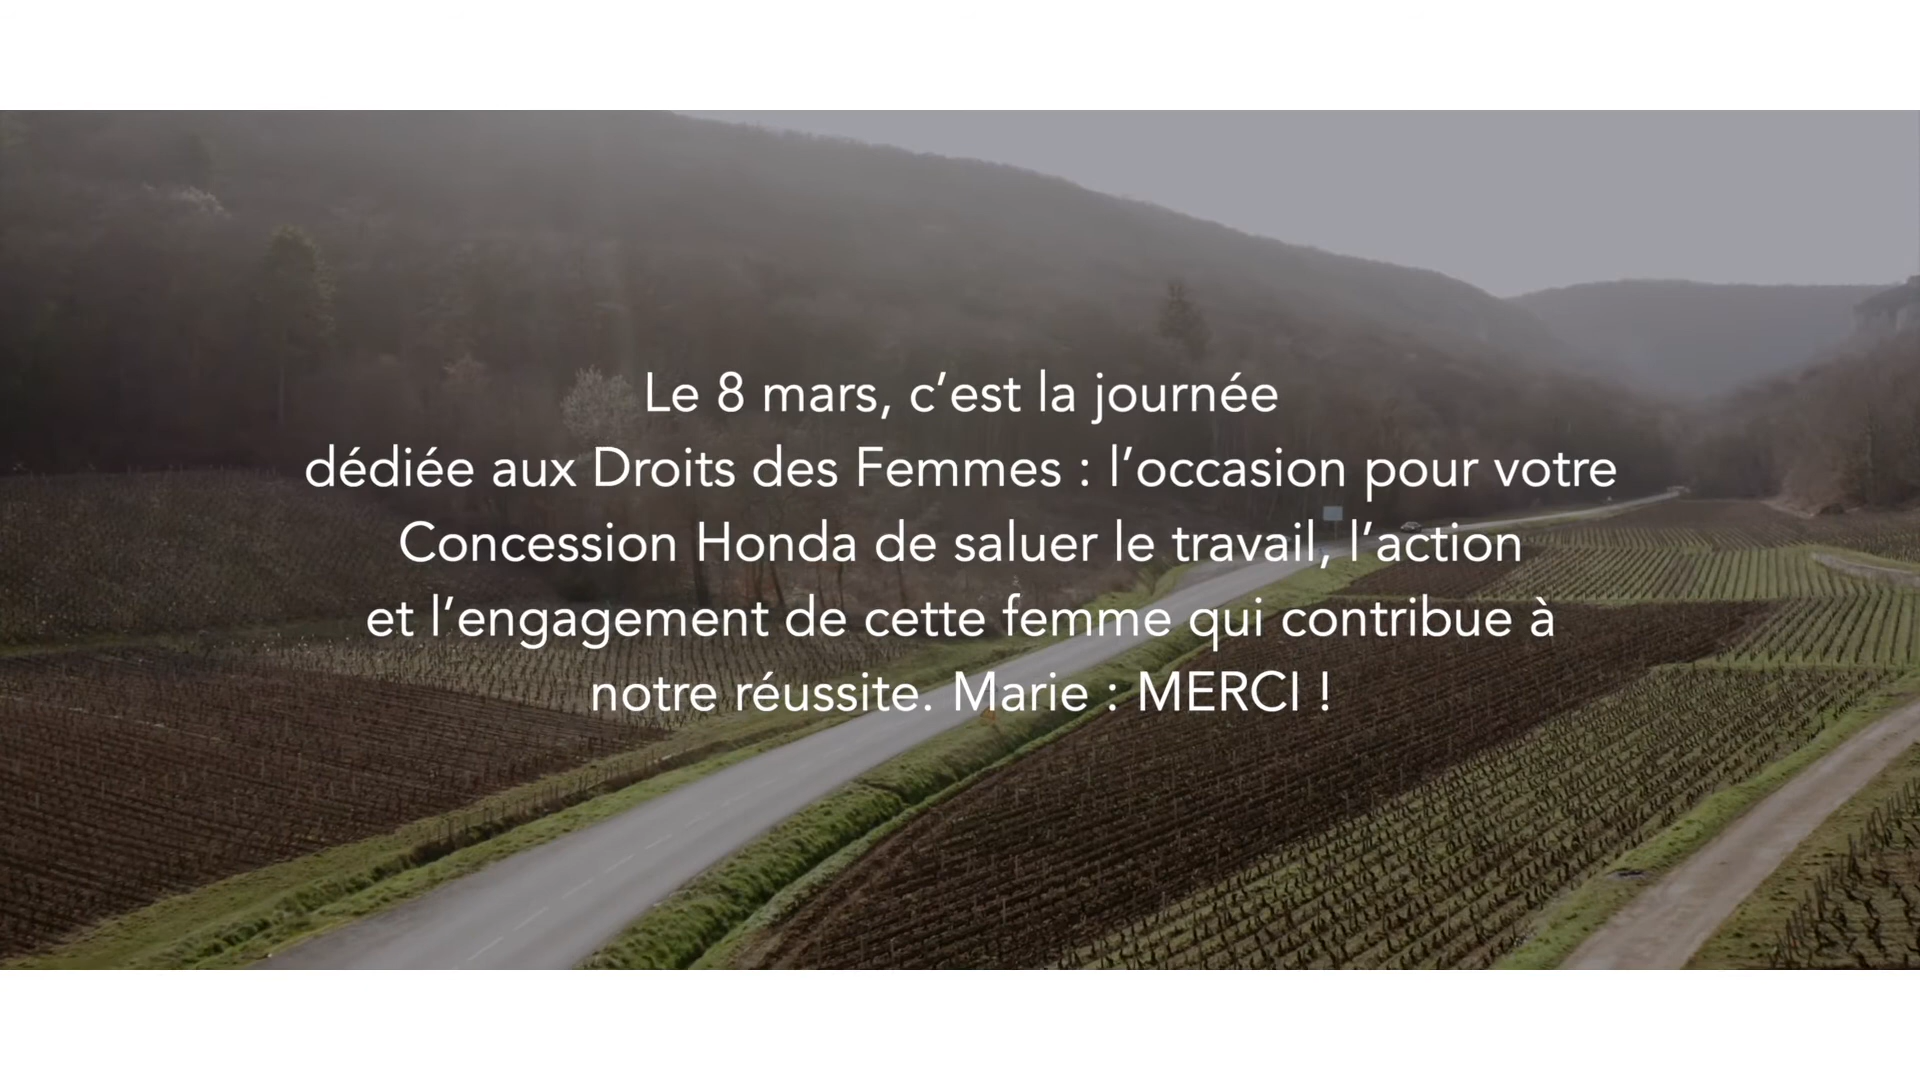 Le 8 mars, c’est la journée
dédiée aux Droits des Femmes : l’occasion pour votre
Concession Honda de saluer le travail, l’action
et l’engagement de cette femme qui contribue à
notre réussite. Marie : MERCI !